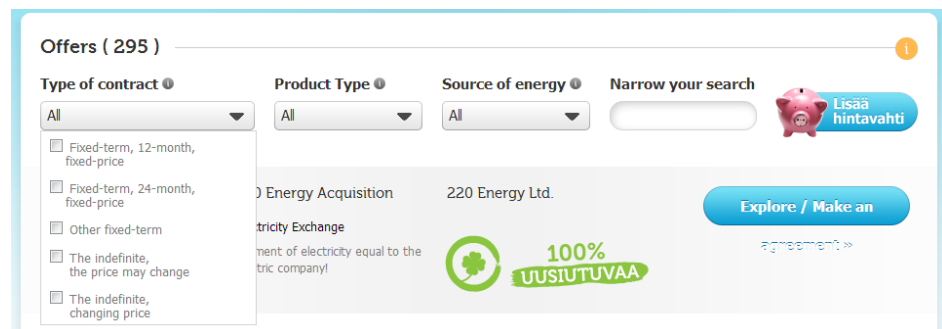 Offers ( 295 )
i
Type of contract
Product Type
Source of energy
Narrow your search
All
All
All
Lisää
hintavahti
Fixed-term, 12-month,
fixed-price
Fixed-term, 24-month,
fixed-price
Other fixed-term
The indefinite,
the price may change
The indefinite,
changing price
0 Energy Acquisition
tricity Exchange
ment of electricity equal to the
tric company!
220 Energy Ltd.
100%
UUSIUTUVAA
Explore / Make an
agreement »